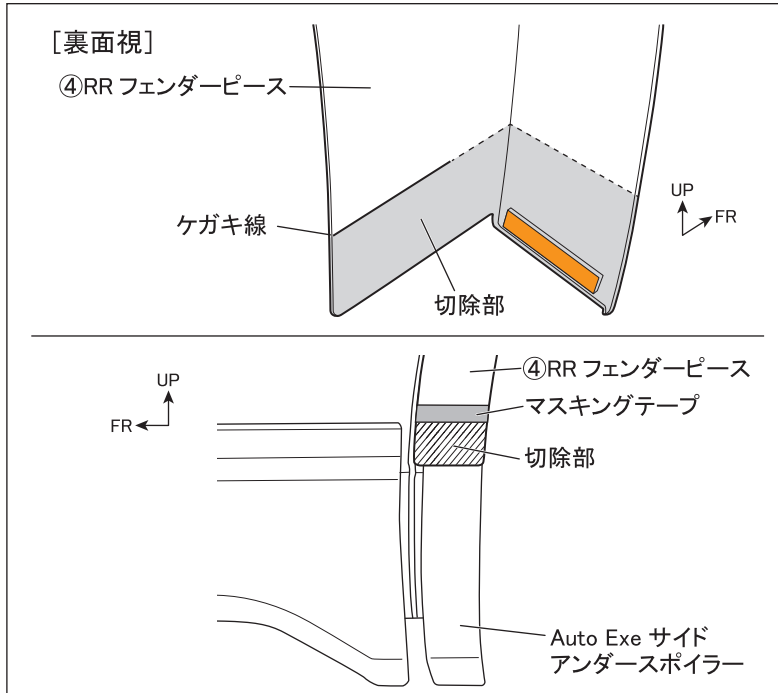 [裏面視]
④RR フェンダーピース
ケガキ線
切除部
UP
FR
UP
FR
④RR フェンダーピース
マスキングテープ
切除部
Auto Exe サイド
アンダースポイラー